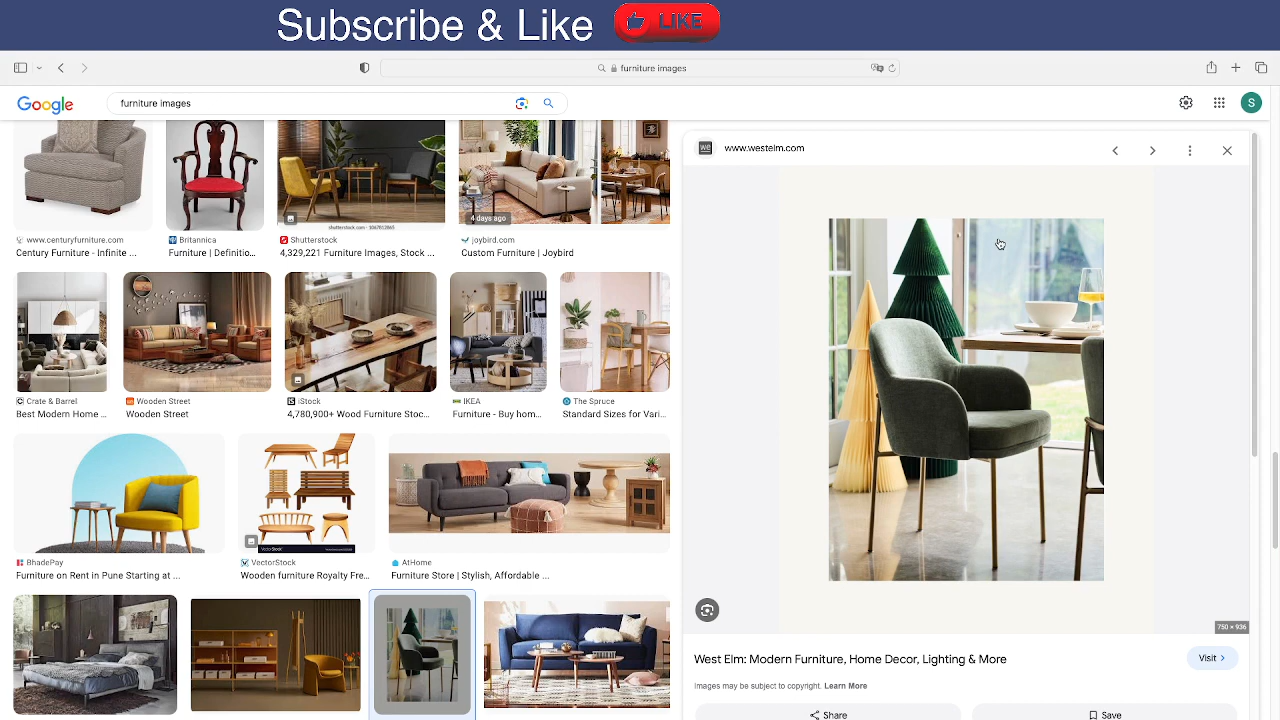 Subscribe & Like
LIKE
furniture images
Google
furniture images
S
www.centuryfurniture.com
Century Furniture - Infinite ...
Britannica
Furniture | Definitio...
shutterstock.com · 1067812865
Shutterstock
4,329,221 Furniture Images, Stock ...
4 days ago
joybird.com
Custom Furniture | Joybird
Crate & Barrel
Best Modern Home ...
Wooden Street
Wooden Street
iStock
4,780,900+ Wood Furniture Stoc...
IKEA
Furniture - Buy hom...
The Spruce
Standard Sizes for Vari...
BhadePay
Furniture on Rent in Pune Starting at ...
VectorStock
VectorStock
Wooden furniture Royalty Fre...
AtHome
Furniture Store | Stylish, Affordable ...
we
www.westelm.com
750 × 936
West Elm: Modern Furniture, Home Decor, Lighting & More
Visit
Images may be subject to copyright. Learn More
Share
Save